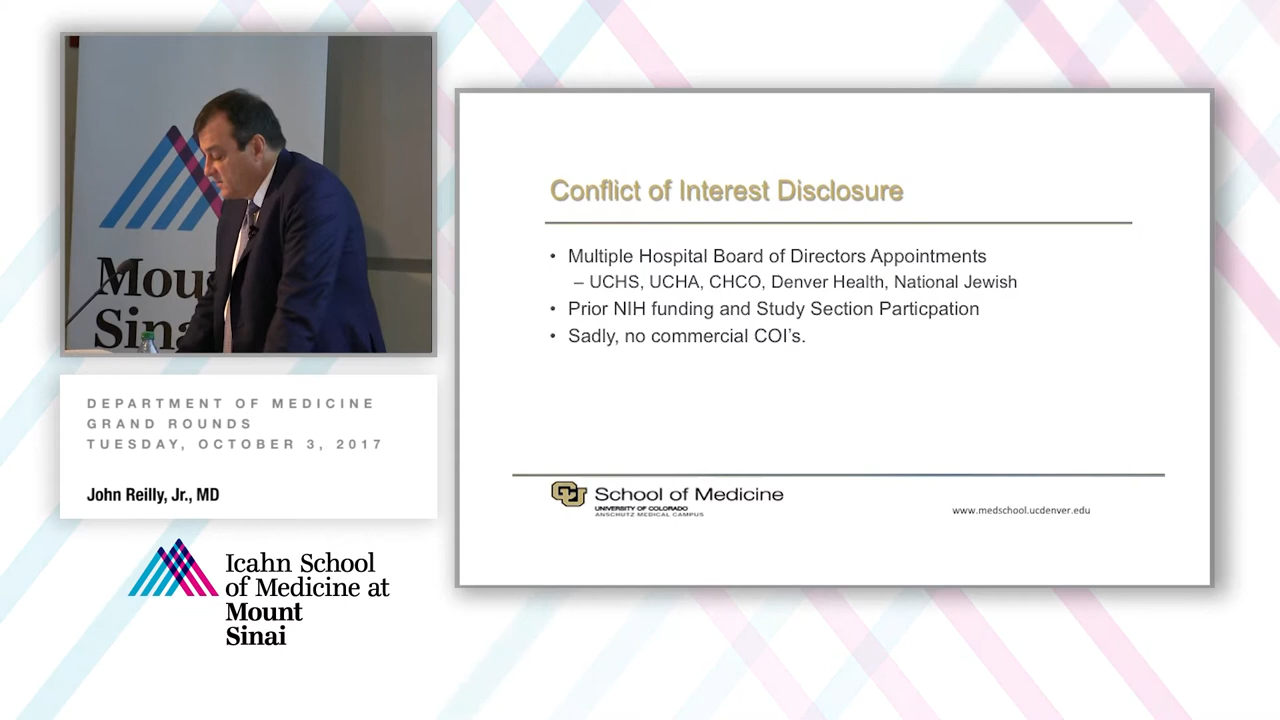 Mount
Sinai
DEPARTMENT OF MEDICINE
GRAND ROUNDS
TUESDAY, OCTOBER 3, 2017
John Reilly, Jr., MD
Icahn School
of Medicine at
Mount
Sinai
Conflict of Interest Disclosure
• Multiple Hospital Board of Directors Appointments
– UCHS, UCHA, CHCO, Denver Health, National Jewish
• Prior NIH funding and Study Section Particpation
• Sadly, no commercial COI’s.
CU
School of Medicine
UNIVERSITY OF COLORADO
ANSCHUTZ MEDICAL CAMPUS
www.medschool.ucdenver.edu